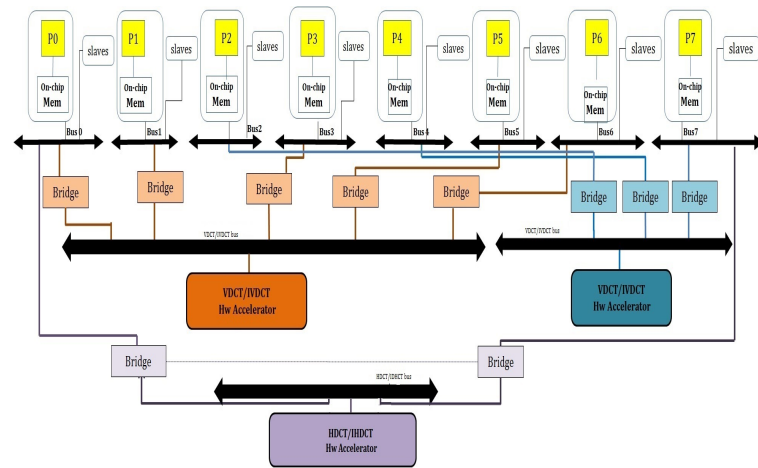 P0
slaves
P1
slaves
P2
slaves
P3
slaves
P4
slaves
P5
slaves
P6
slaves
P7
slaves
On-chip
Mem
On-chip
Mem
On-chip
Mem
On-chip
Mem
On-chip
Mem
On-chip
Mem
On-chip
Mem
On-chip
Mem
Bus 0
Bus1
Bus2
Bus3
Bus 4
Bus5
Bus6
Bus7
Bridge
Bridge
Bridge
Bridge
Bridge
Bridge
Bridge
Bridge
VDCT/IVDCT bus
VDCT/IVDCT bus
VDCT/IVDCT
Hw Accelerator
VDCT/IVDCT
Hw Accelerator
Bridge
Bridge
HDCT/IDHCT bus
HDCT/IHDCT
Hw Accelerator